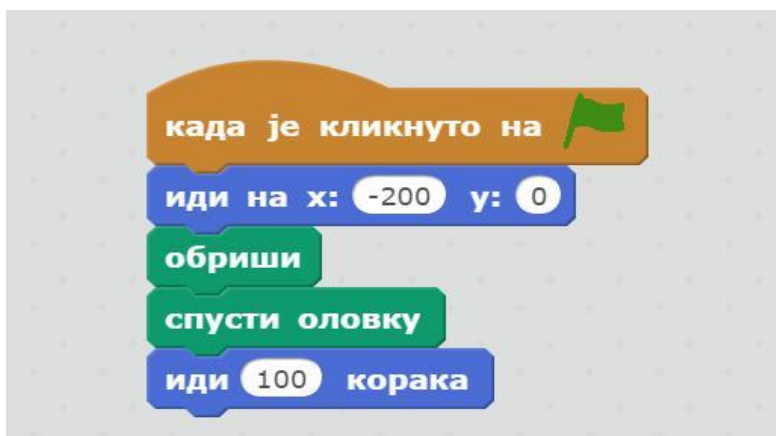 када је кликнуто на
иди на x: -200 y: 0
обриши
спусти оловку
иди 100 корака